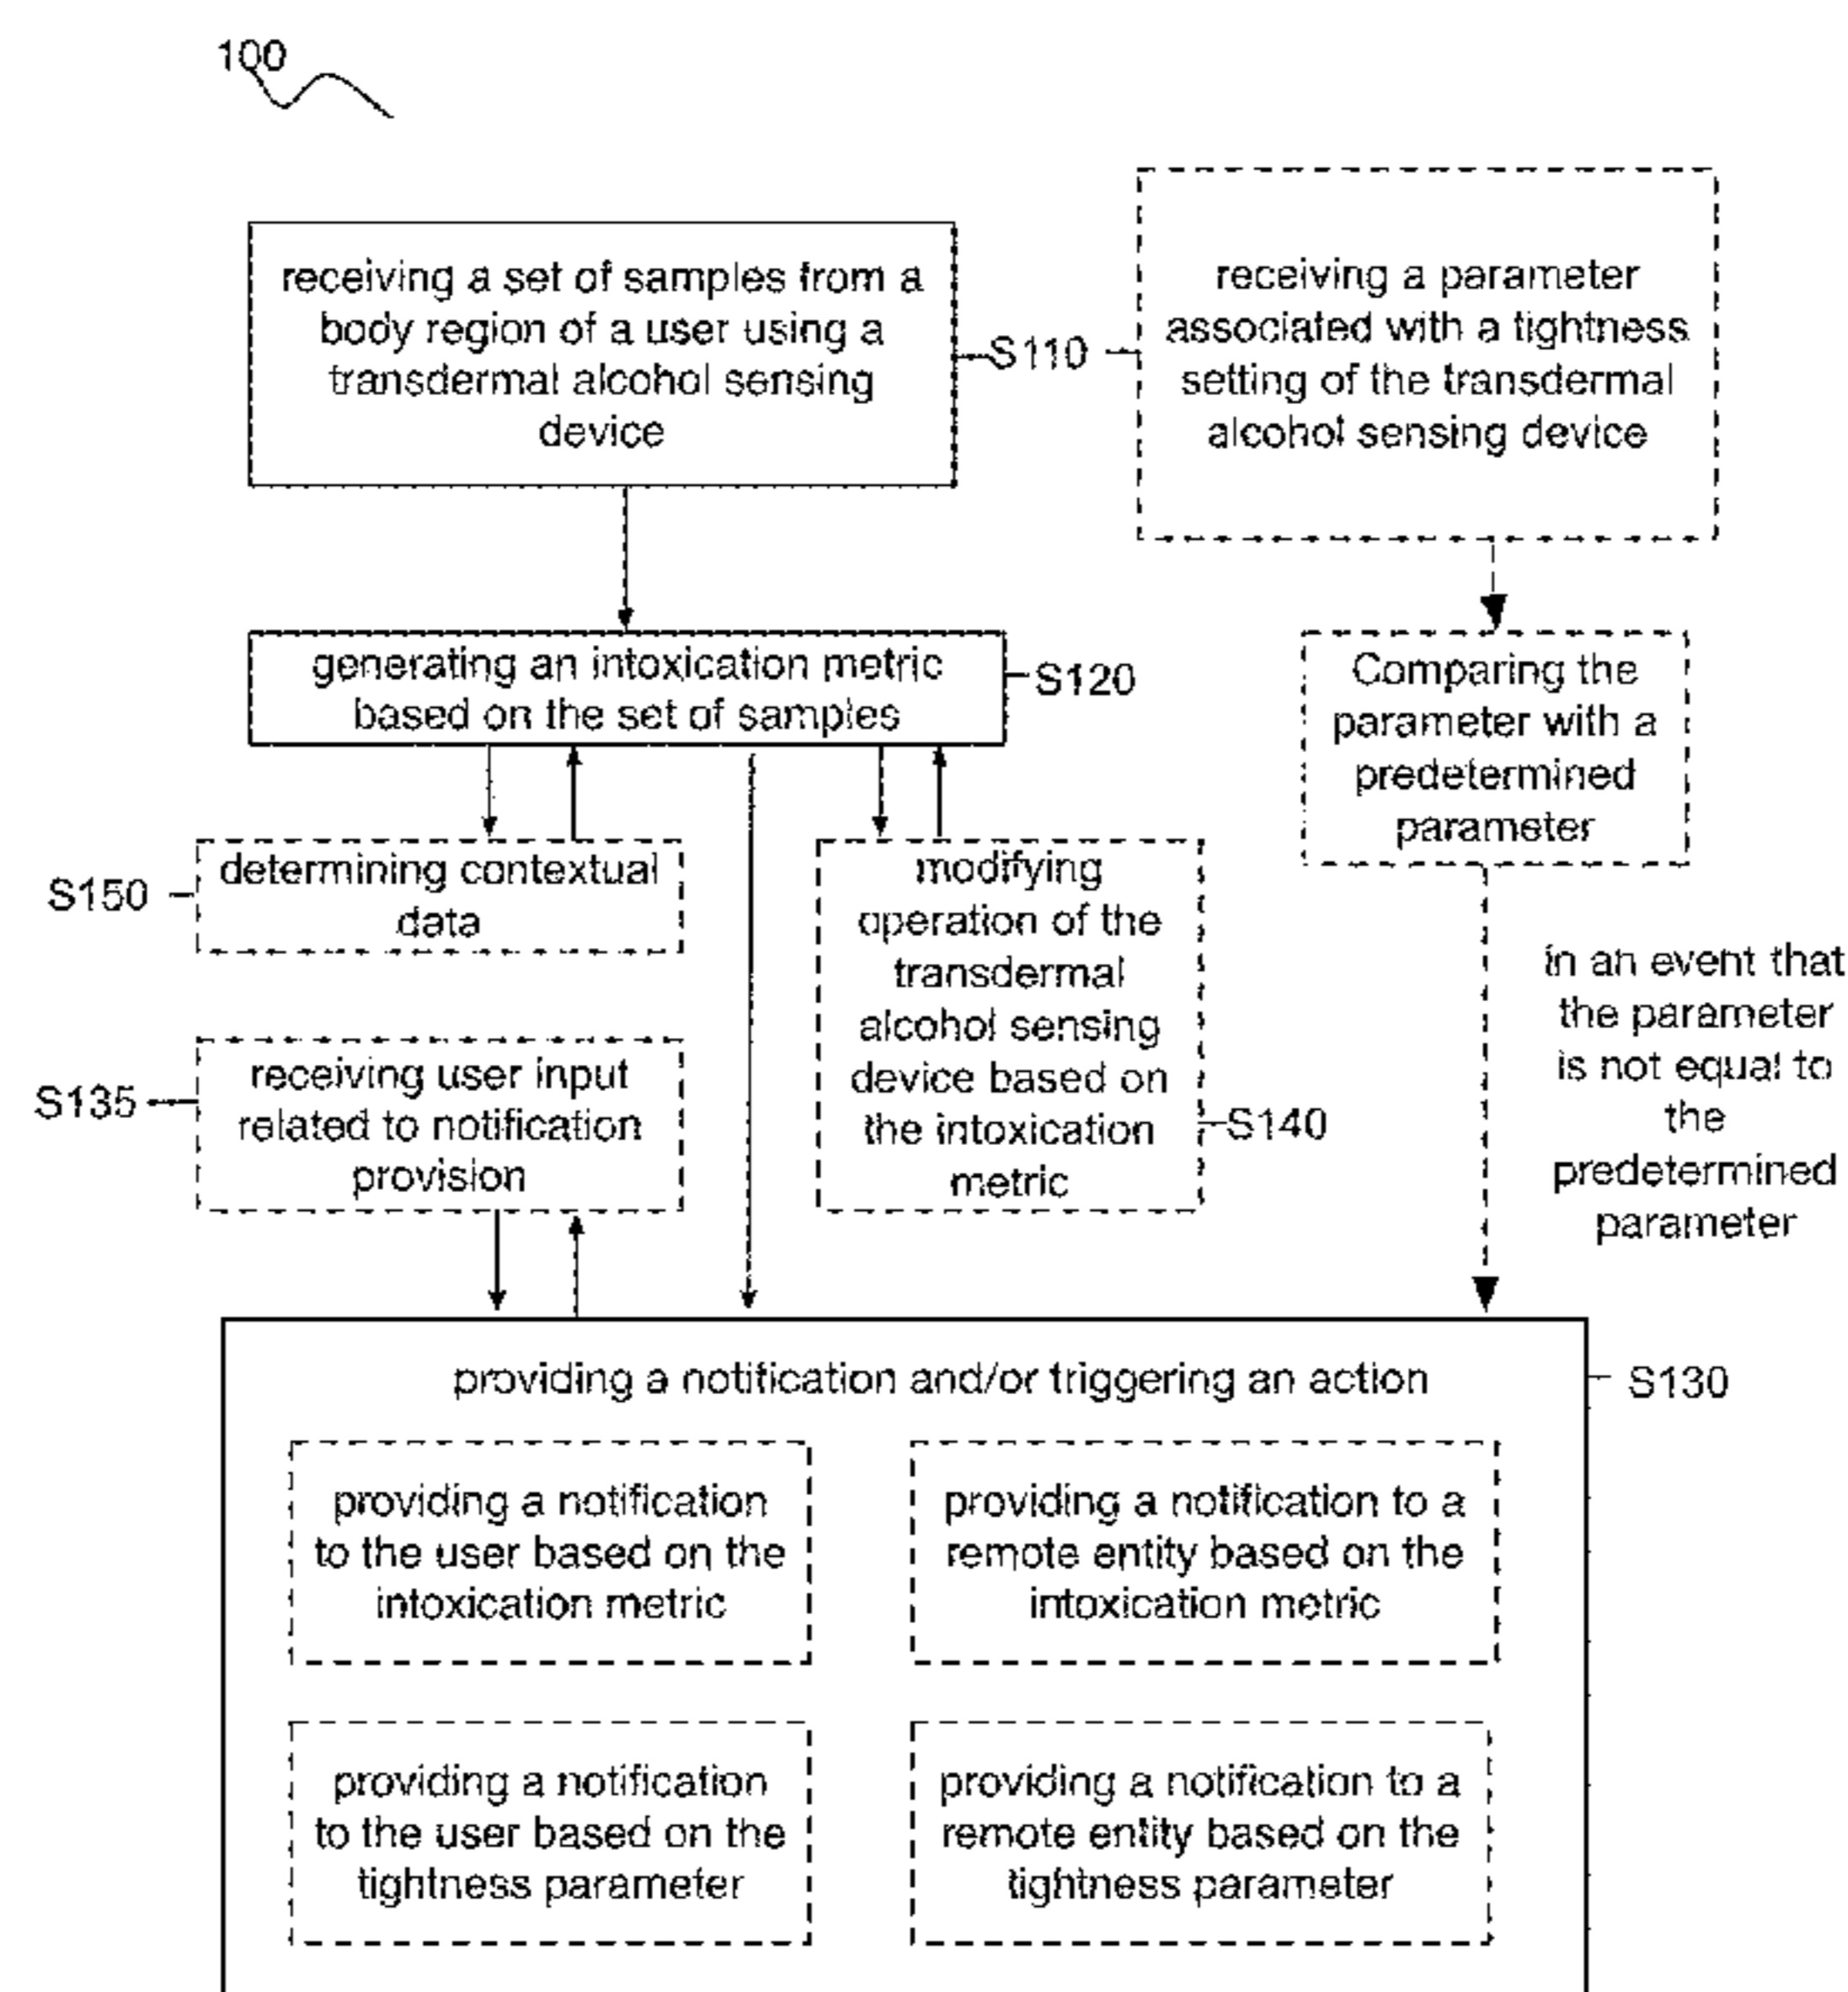 100
receiving a set of samples from a
body region of a user using a
transdermal alcohol sensing
device
S110
receiving a parameter
associated with a tightness
setting of the transdermal
alcohol sensing device
generating an intoxication metric
based on the set of samples
S120
Comparing the
parameter with a
predetermined
parameter
S150
determining contextual
data
modifying
operation of the
transdermal
alcohol sensing
device based on
the intoxication
metric
S140
in an event that
the parameter
is not equal to
the
predetermined
parameter
S135
receiving user input
related to notification
provision
providing a notification and/or triggering an action
S130
providing a notification
to the user based on the
intoxication metric
providing a notification to a
remote entity based on the
intoxication metric
providing a notification
to the user based on the
tightness parameter
providing a notification to a
remote entity based on the
tightness parameter